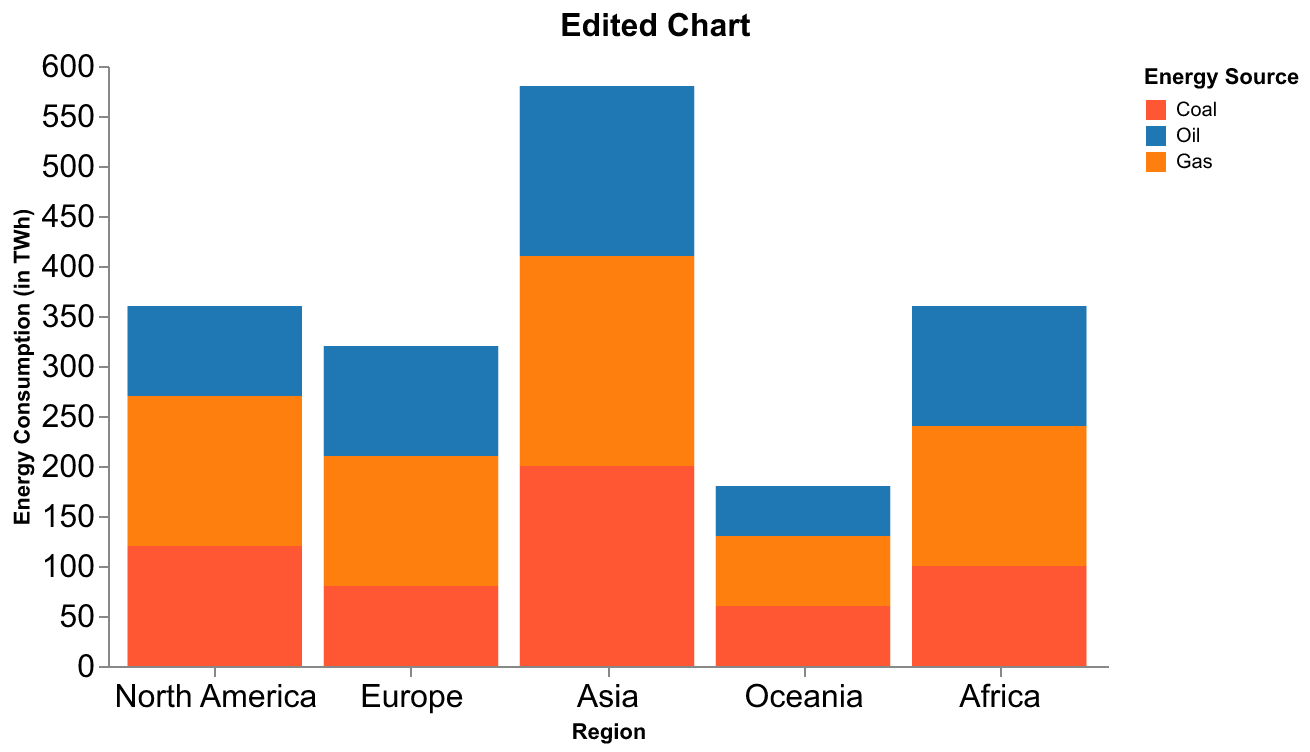 Edited Chart
Energy Consumption (in TWh)
600
550
500
450
400
350
300
250
200
150
100
50
0
North America
Europe
Asia
Oceania
Africa
Region
Energy Source
Coal
Oil
Gas